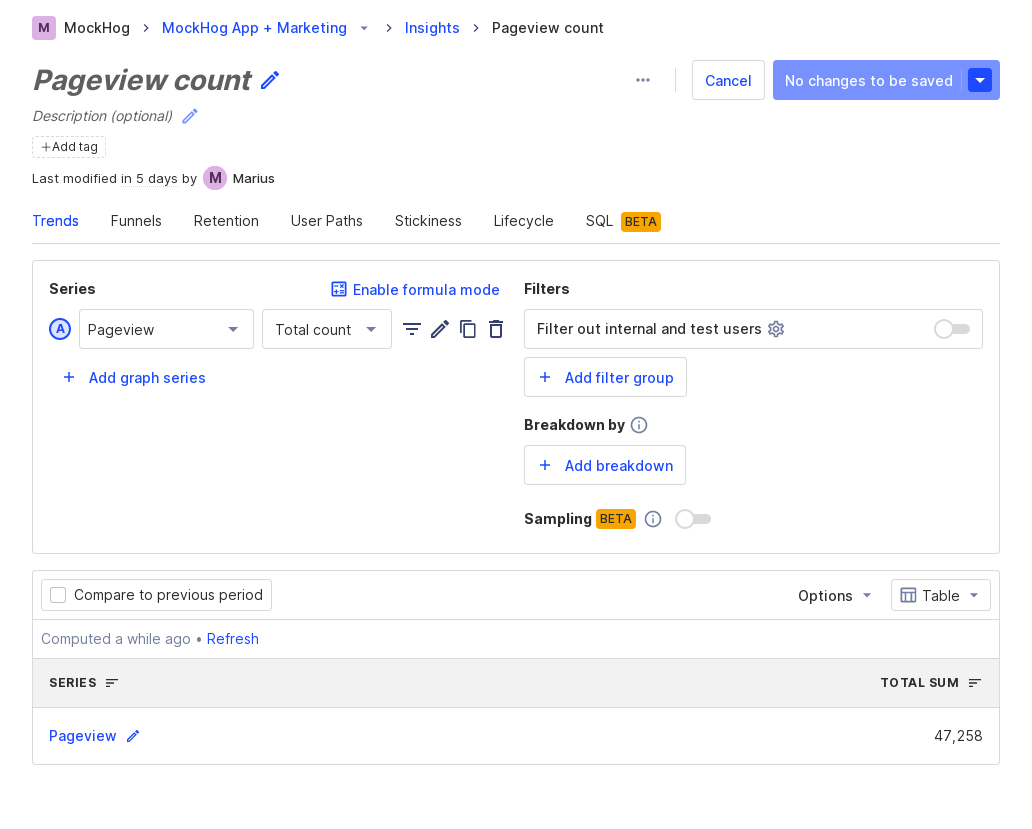 M MockHog MockHog App + Marketing Insights Pageview count
Pageview count
Cancel
No changes to be saved
Description (optional)
Add tag
Last modified in 5 days by M Marius
Trends Funnels Retention User Paths Stickiness Lifecycle SQL BETA
Series
Enable formula mode
A Pageview Total count
Add graph series
Filters
Filter out internal and test users
Add filter group
Breakdown by
Add breakdown
Sampling BETA
Compare to previous period Options Table
Computed a while ago • Refresh
SERIES TOTAL SUM
Pageview 47,258